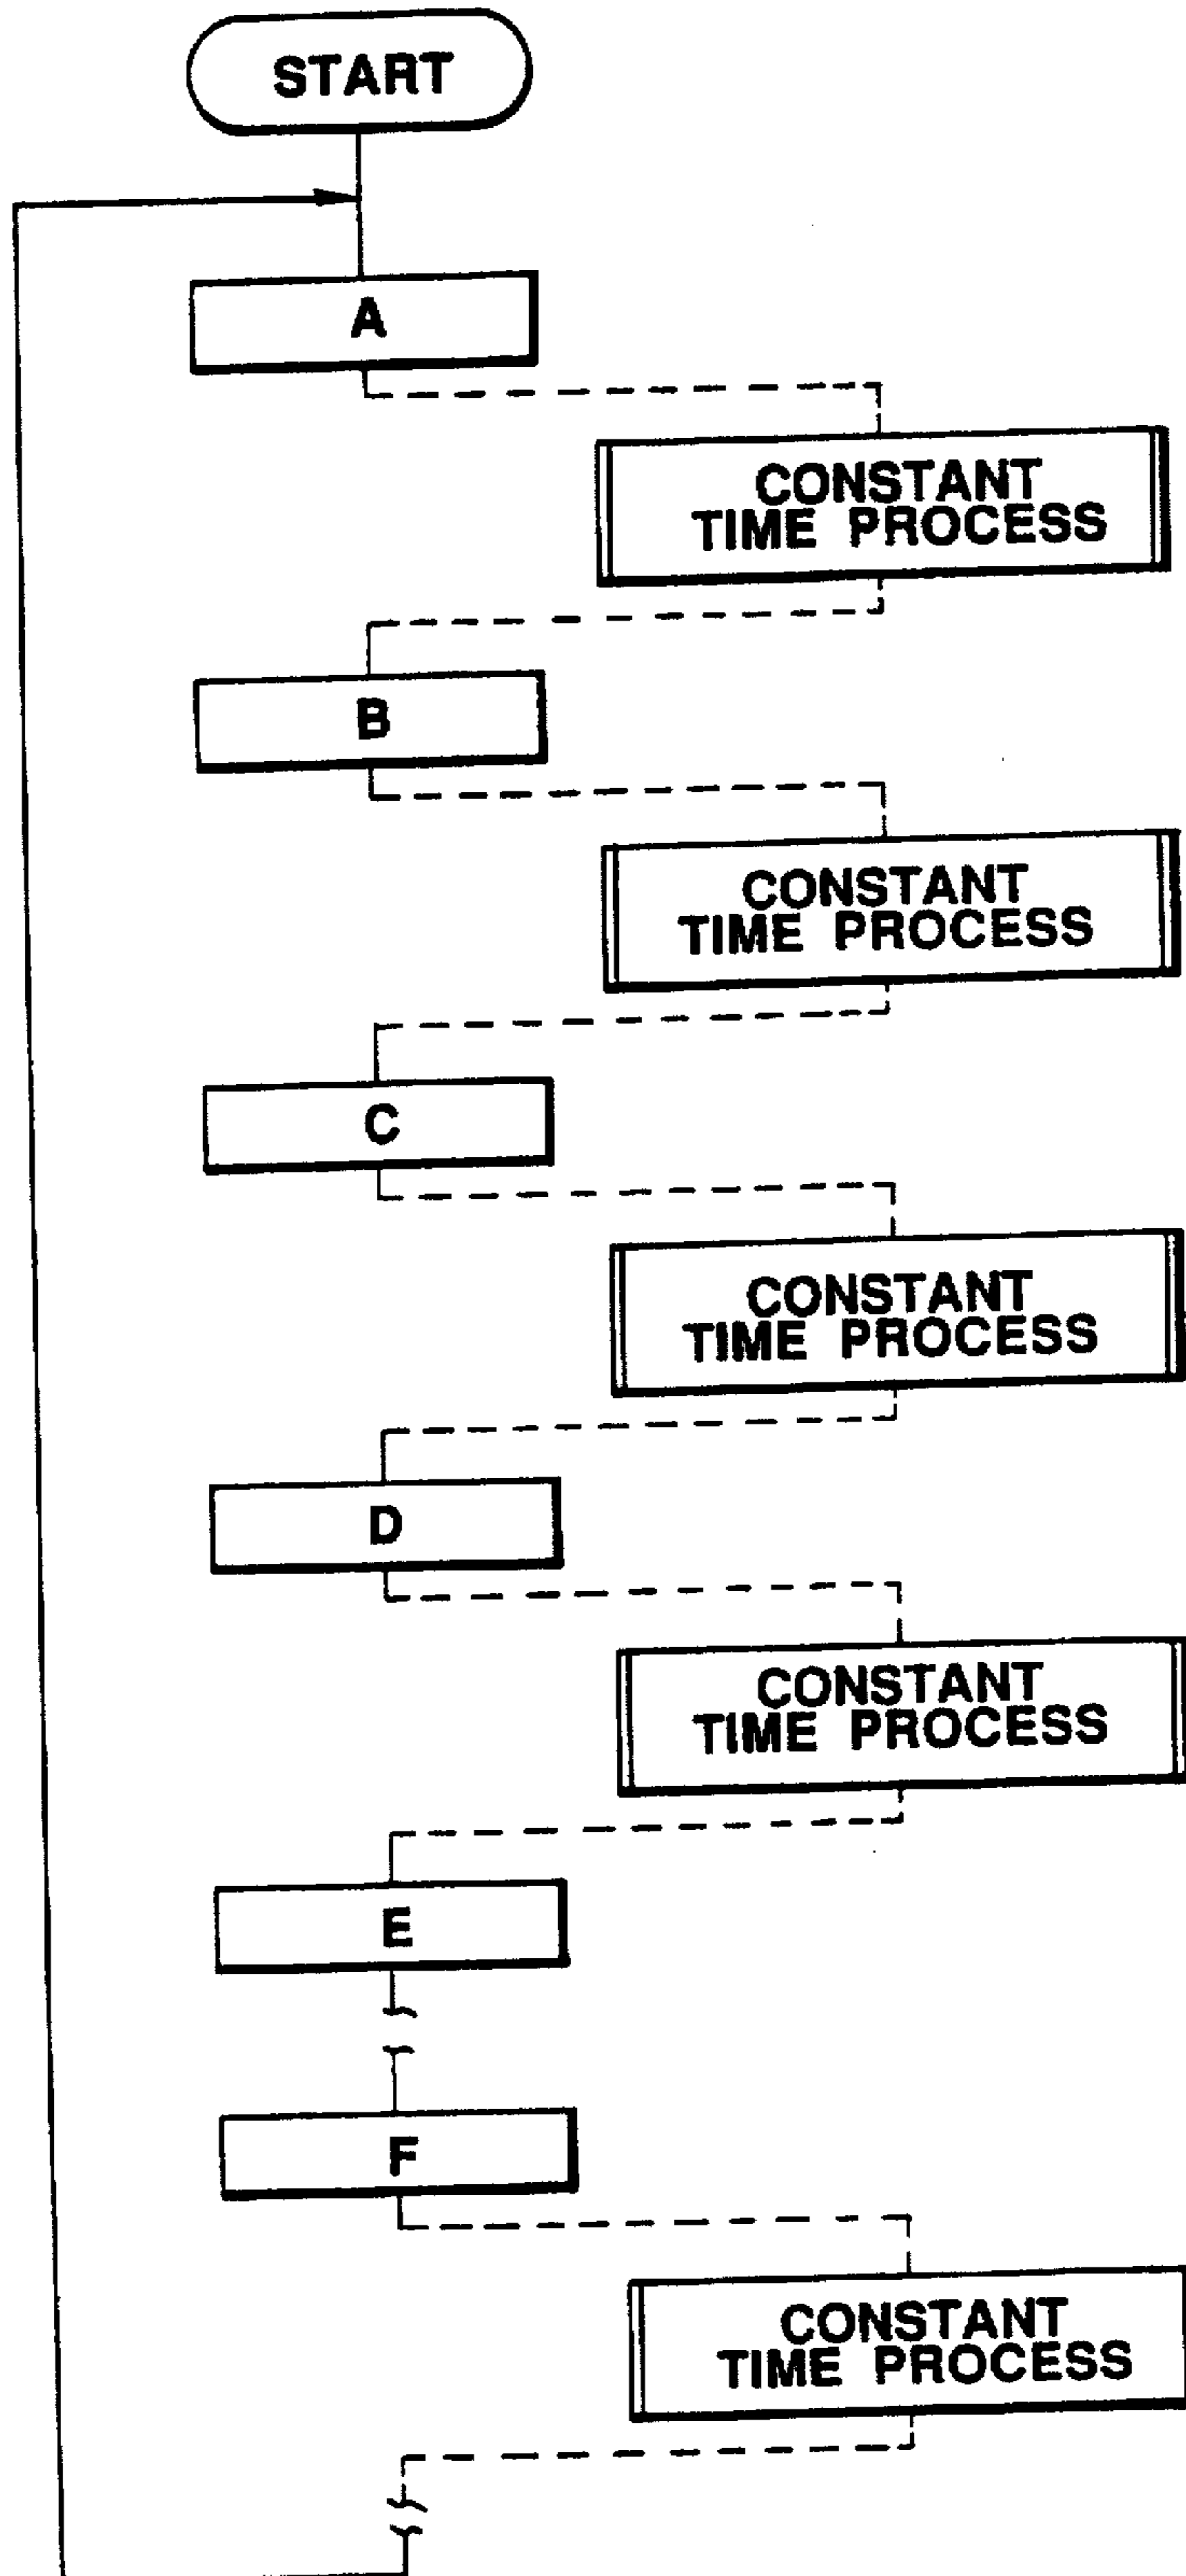 START
A
CONSTANT
TIME PROCESS
B
CONSTANT
TIME PROCESS
C
CONSTANT
TIME PROCESS
D
CONSTANT
TIME PROCESS
E
F
CONSTANT
TIME PROCESS